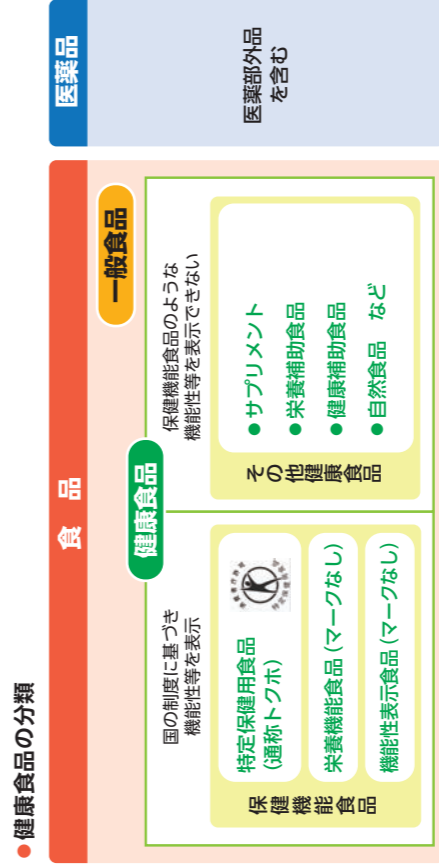 ●健康食品の分類
食品
医薬品
一般食品
健康食品
国の制度に基づき
機能性等を表示
保健機能食品のような
機能性等を表示できない
保健機能食品
特定保健用食品
(通称トクホ)
栄養機能食品(マークなし)
機能性表示食品(マークなし)
その他健康食品
●サプリメント
●栄養補助食品
●健康補助食品
●自然食品 など
医薬部外品
を含む